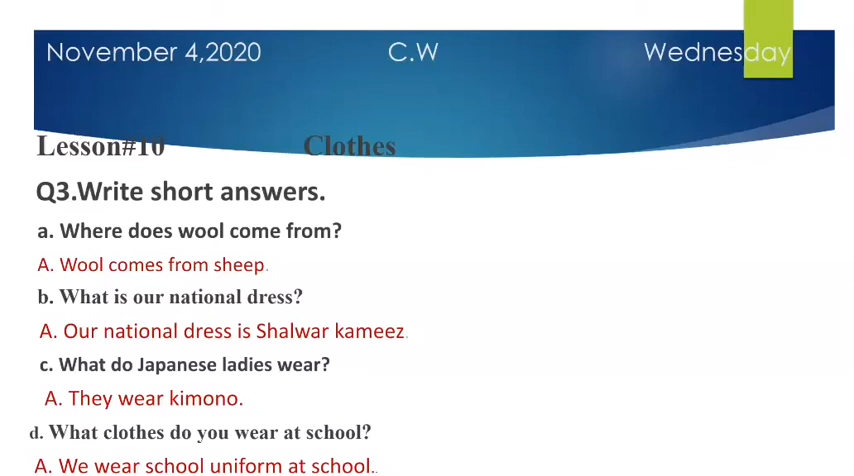 November 4,2020 C.W Wednesday
Lesson#10 Clothes
Q3.Write short answers.
a. Where does wool come from?
A. Wool comes from sheep.
b. What is our national dress?
A. Our national dress is Shalwar kameez.
c. What do Japanese ladies wear?
A. They wear kimono.
d. What clothes do you wear at school?
A. We wear school uniform at school..